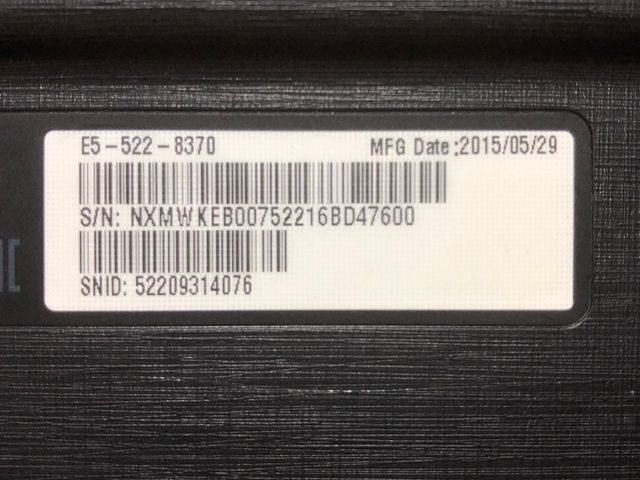 E5-522-8370 MFG Date:2015/05/29
S/N: NXMWKEB00752216BD47600
SNID: 52209314076